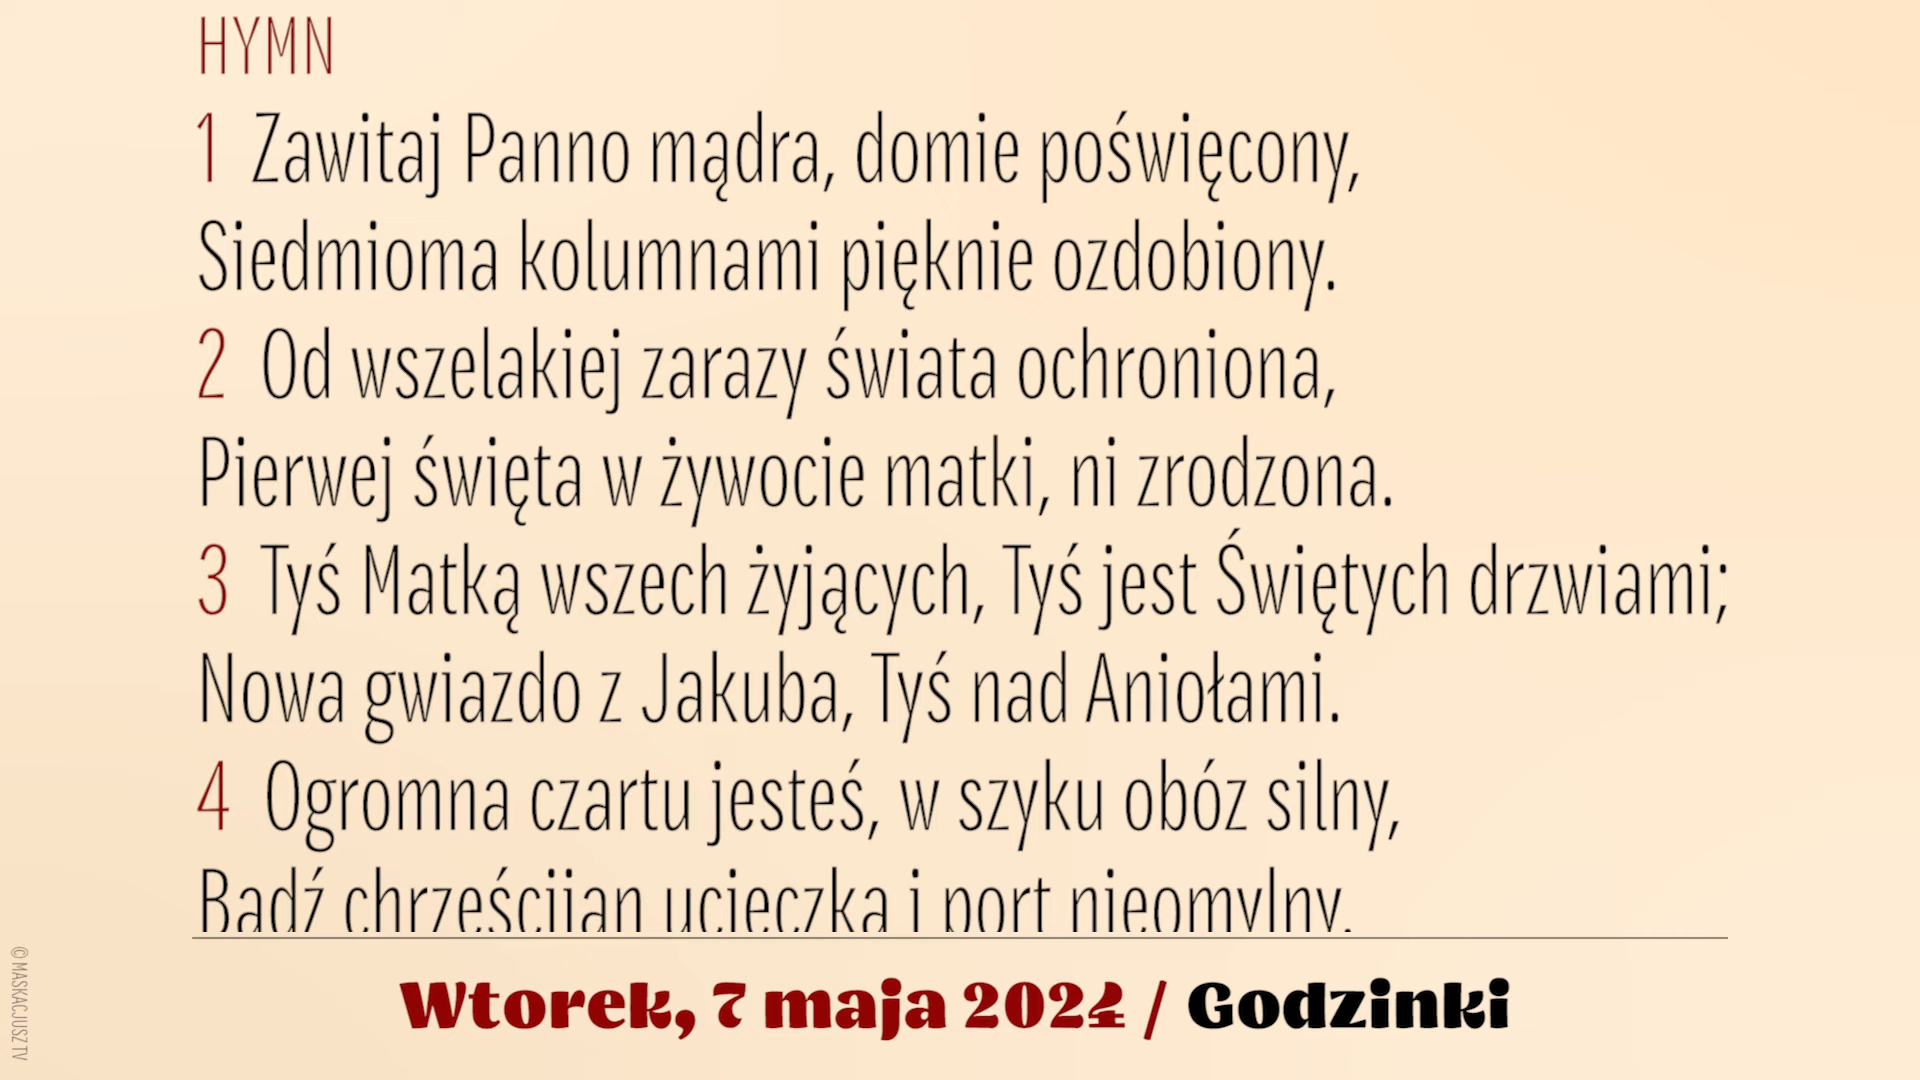 HYMN
1 Zawitaj Panno mądra, domie poświęcony,
Siedmioma kolumnami pięknie ozdobiony.
2 Od wszelakiej zarazy świata ochroniona,
Pierwej święta w żywocie matki, ni zrodzona.
3 Tyś Matką wszech żyjących, Tyś jest Świętych drzwiami;
Nowa gwiazdo z Jakuba, Tyś nad Aniołami.
4 Ogromna czartu jesteś, w szyku obóz silny,
Bądź chrześcijan ucieczką i port nieomylny.
Wtorek, 7 maja 2024 / Godzinki
© MASKACJUSZ TV